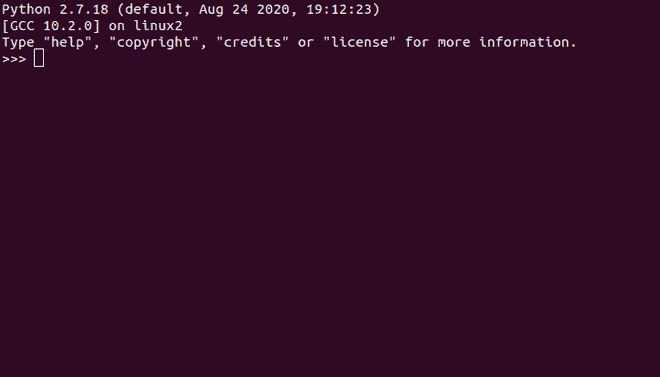 Python 2.7.18 (default, Aug 24 2020, 19:12:23)
[GCC 10.2.0] on linux2
Type "help", "copyright", "credits" or "license" for more information.
>>>